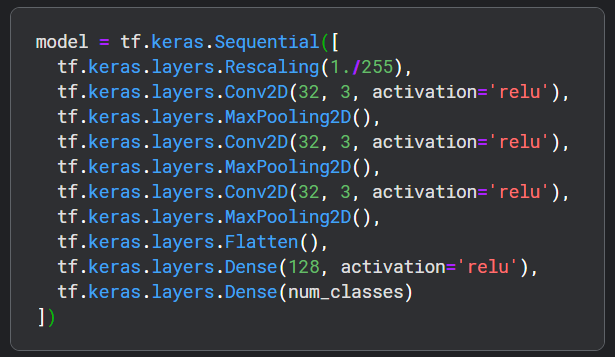 model = tf.keras.Sequential([
  tf.keras.layers.Rescaling(1./255),
  tf.keras.layers.Conv2D(32, 3, activation='relu'),
  tf.keras.layers.MaxPooling2D(),
  tf.keras.layers.Conv2D(32, 3, activation='relu'),
  tf.keras.layers.MaxPooling2D(),
  tf.keras.layers.Conv2D(32, 3, activation='relu'),
  tf.keras.layers.MaxPooling2D(),
  tf.keras.layers.Flatten(),
  tf.keras.layers.Dense(128, activation='relu'),
  tf.keras.layers.Dense(num_classes)
])